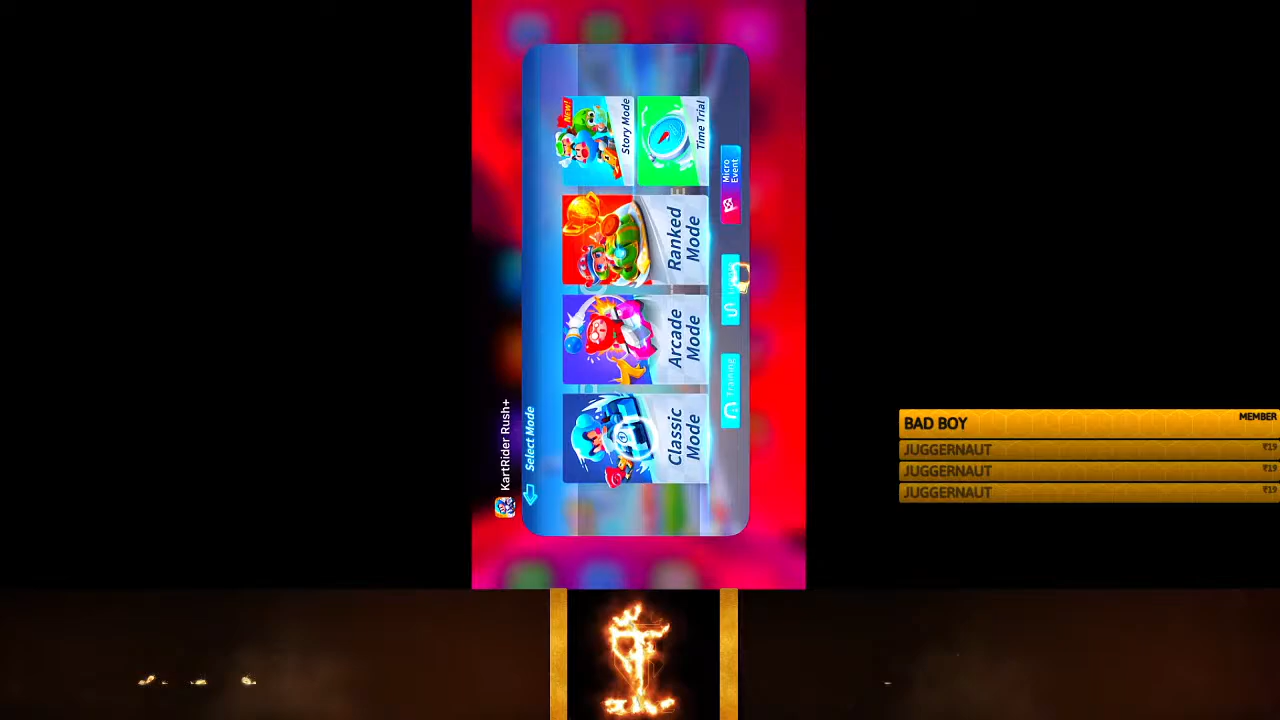 KartRider Rush+
Select Mode
Classic
Mode
Arcade
Mode
Ranked
Mode
NEW!
Story Mode
Time Trial
Training
Micro
Event
BAD BOY
MEMBER
JUGGERNAUT
₹19
JUGGERNAUT
₹19
JUGGERNAUT
₹19